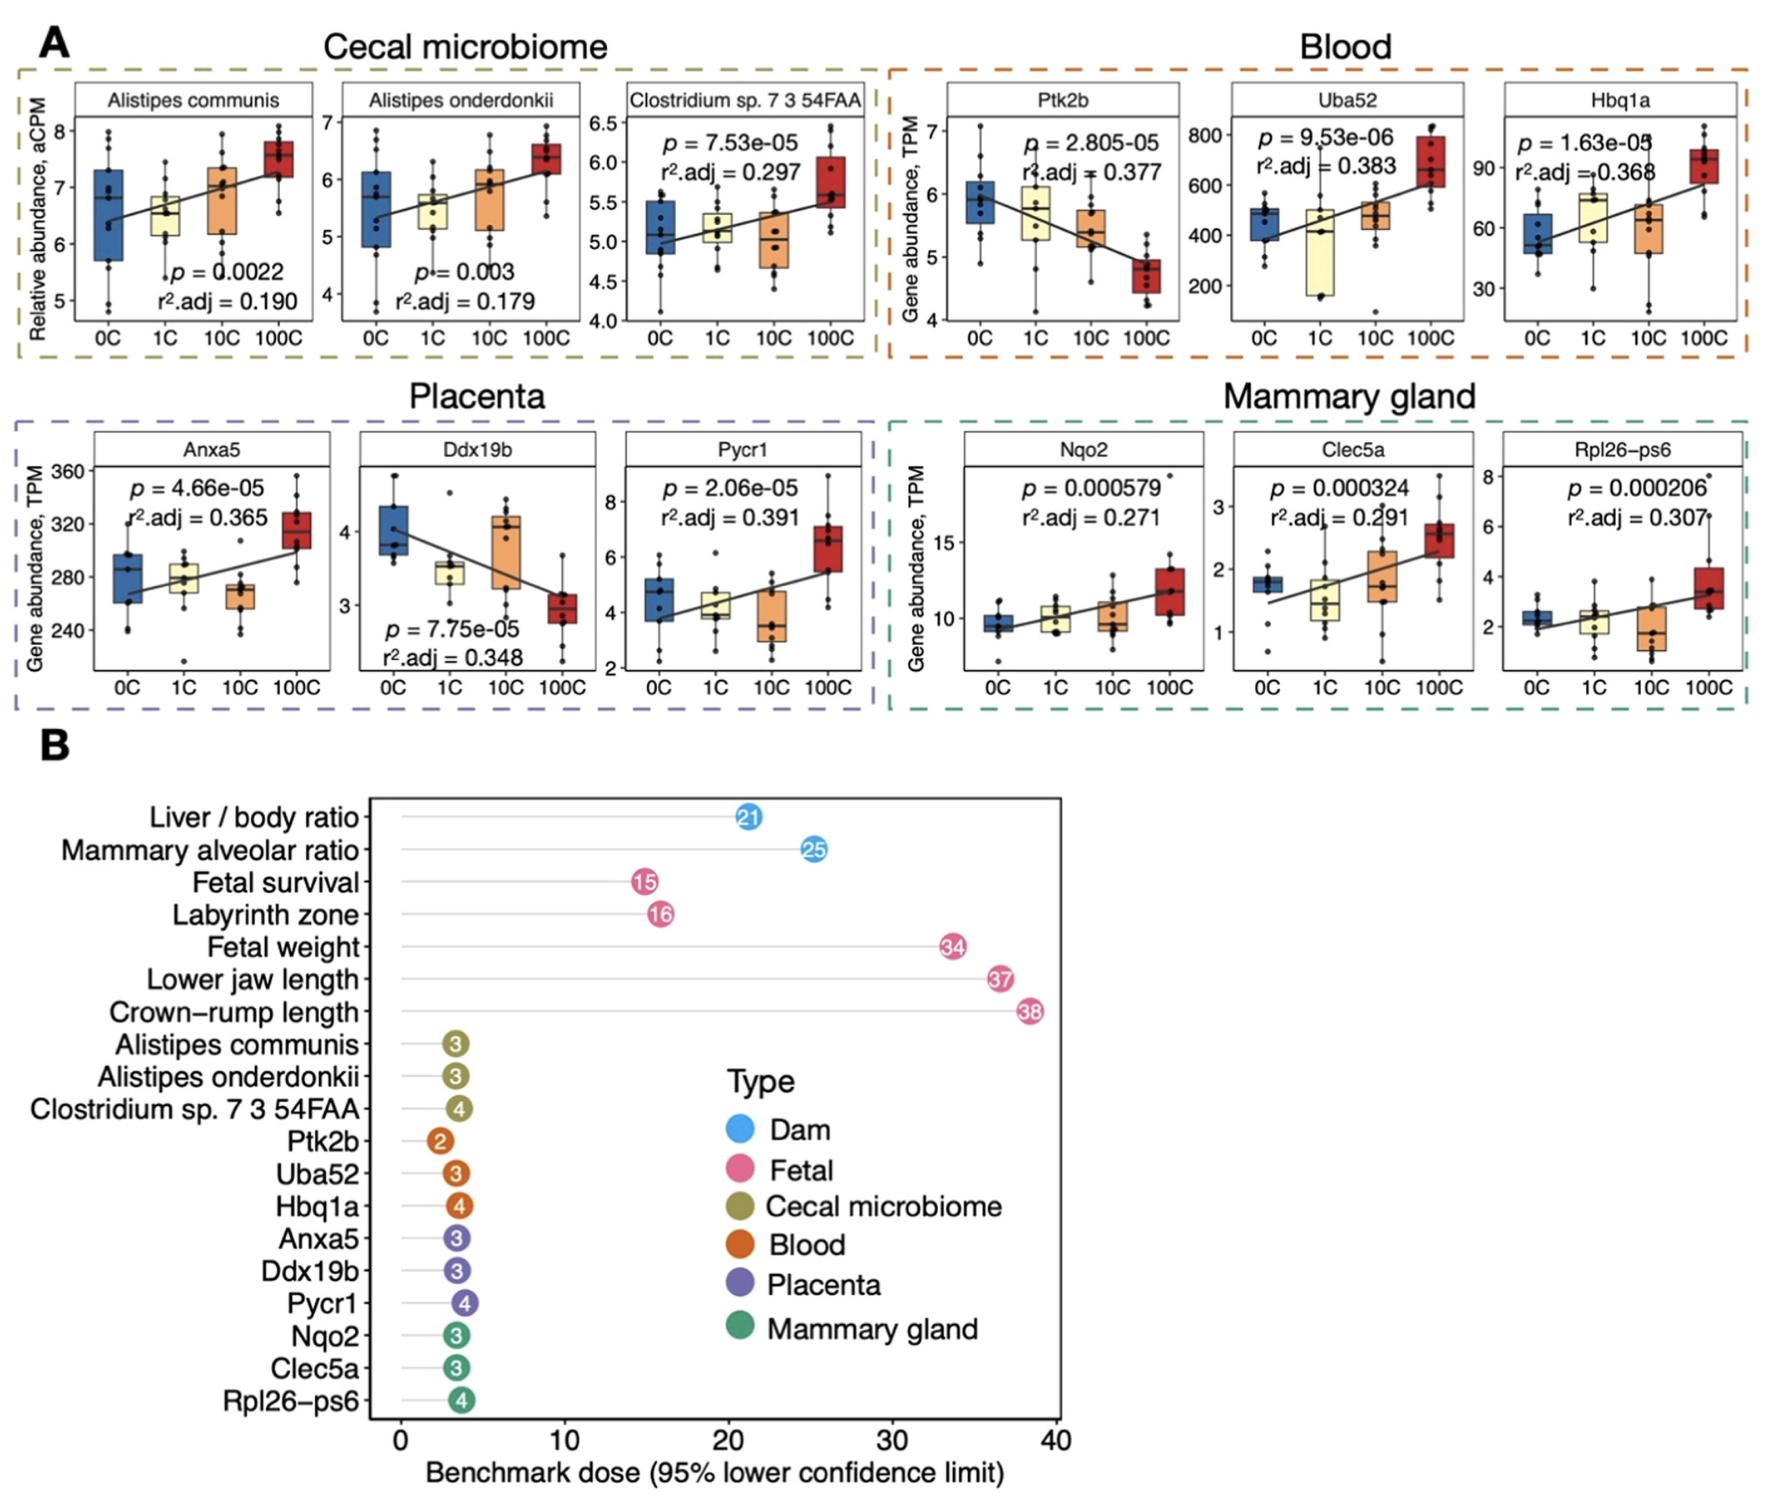 A
Cecal microbiome
Blood
Alistipes communis
Alistipes onderdonkii
Clostridium sp. 7 3 54FAA
Ptk2b
Uba52
Hbq1a
Relative abundance, aCPM
8
7
6
5
p = 0.0022
r².adj = 0.190
0C 1C 10C 100C
7
6
5
4
p = 0.003
r².adj = 0.179
0C 1C 10C 100C
6.5
6.0
5.5
5.0
4.5
4.0
p = 7.53e-05
r².adj = 0.297
0C 1C 10C 100C
Gene abundance, TPM
7
6
5
4
p = 2.805-05
r².adj = 0.377
0C 1C 10C 100C
800
600
400
200
p = 9.53e-06
r².adj = 0.383
0C 1C 10C 100C
90
60
30
p = 1.63e-05
r².adj = 0.368
0C 1C 10C 100C
Placenta
Mammary gland
Anxa5
Ddx19b
Pycr1
Nqo2
Clec5a
Rpl26−ps6
Gene abundance, TPM
360
320
280
240
p = 4.66e-05
r².adj = 0.365
0C 1C 10C 100C
4
3
p = 7.75e-05
r².adj = 0.348
0C 1C 10C 100C
8
6
4
2
p = 2.06e-05
r².adj = 0.391
0C 1C 10C 100C
Gene abundance, TPM
15
10
p = 0.000579
r².adj = 0.271
0C 1C 10C 100C
3
2
1
p = 0.000324
r².adj = 0.291
0C 1C 10C 100C
8
6
4
2
p = 0.000206
r².adj = 0.307
0C 1C 10C 100C
B
Liver / body ratio 21
Mammary alveolar ratio 25
Fetal survival 15
Labyrinth zone 16
Fetal weight 34
Lower jaw length 37
Crown−rump length 38
Alistipes communis 3
Alistipes onderdonkii 3
Clostridium sp. 7 3 54FAA 4
Ptk2b 2
Uba52 3
Hbq1a 4
Anxa5 3
Ddx19b 3
Pycr1 4
Nqo2 3
Clec5a 3
Rpl26−ps6 4
Type
Dam
Fetal
Cecal microbiome
Blood
Placenta
Mammary gland
0 10 20 30 40
Benchmark dose (95% lower confidence limit)